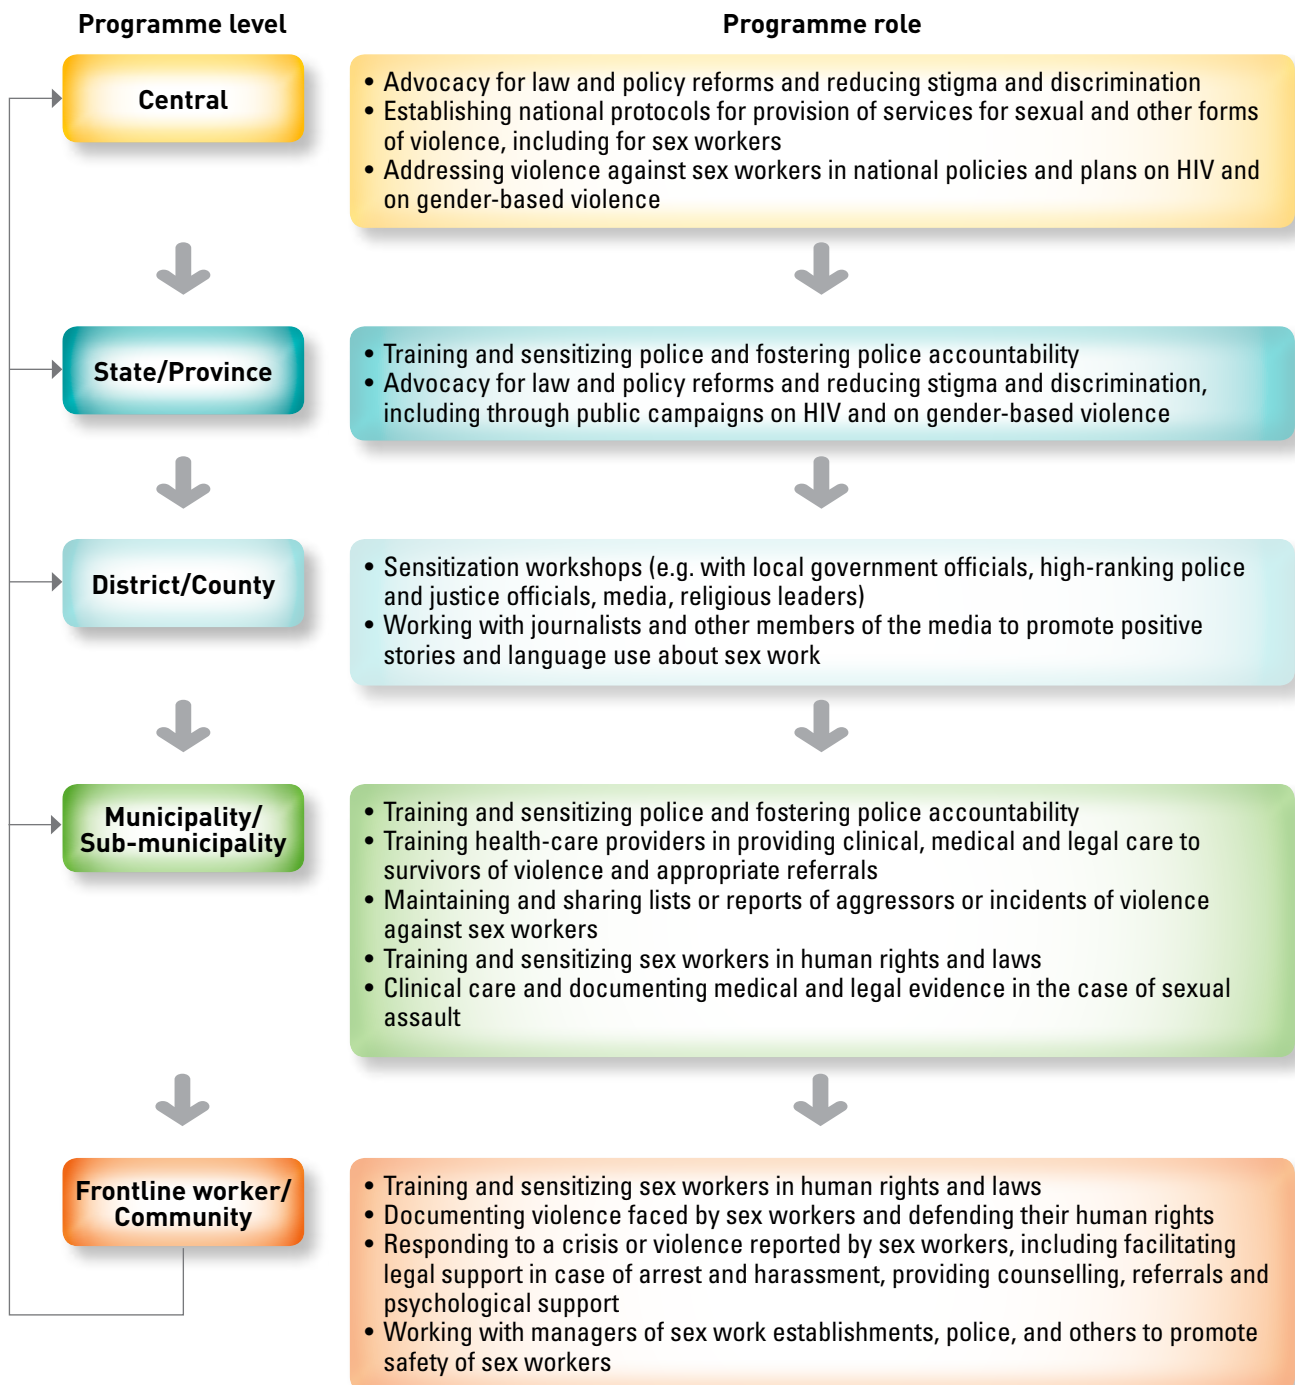 Programme level
Programme role
Central
• Advocacy for law and policy reforms and reducing stigma and discrimination
• Establishing national protocols for provision of services for sexual and other forms
of violence, including for sex workers
• Addressing violence against sex workers in national policies and plans on HIV and
on gender-based violence
State/Province
• Training and sensitizing police and fostering police accountability
• Advocacy for law and policy reforms and reducing stigma and discrimination,
including through public campaigns on HIV and on gender-based violence
District/County
• Sensitization workshops (e.g. with local government officials, high-ranking police
and justice officials, media, religious leaders)
• Working with journalists and other members of the media to promote positive
stories and language use about sex work
Municipality/
Sub-municipality
• Training and sensitizing police and fostering police accountability
• Training health-care providers in providing clinical, medical and legal care to
survivors of violence and appropriate referrals
• Maintaining and sharing lists or reports of aggressors or incidents of violence
against sex workers
• Training and sensitizing sex workers in human rights and laws
• Clinical care and documenting medical and legal evidence in the case of sexual
assault
Frontline worker/
Community
• Training and sensitizing sex workers in human rights and laws
• Documenting violence faced by sex workers and defending their human rights
• Responding to a crisis or violence reported by sex workers, including facilitating
legal support in case of arrest and harassment, providing counselling, referrals and
psychological support
• Working with managers of sex work establishments, police, and others to promote
safety of sex workers